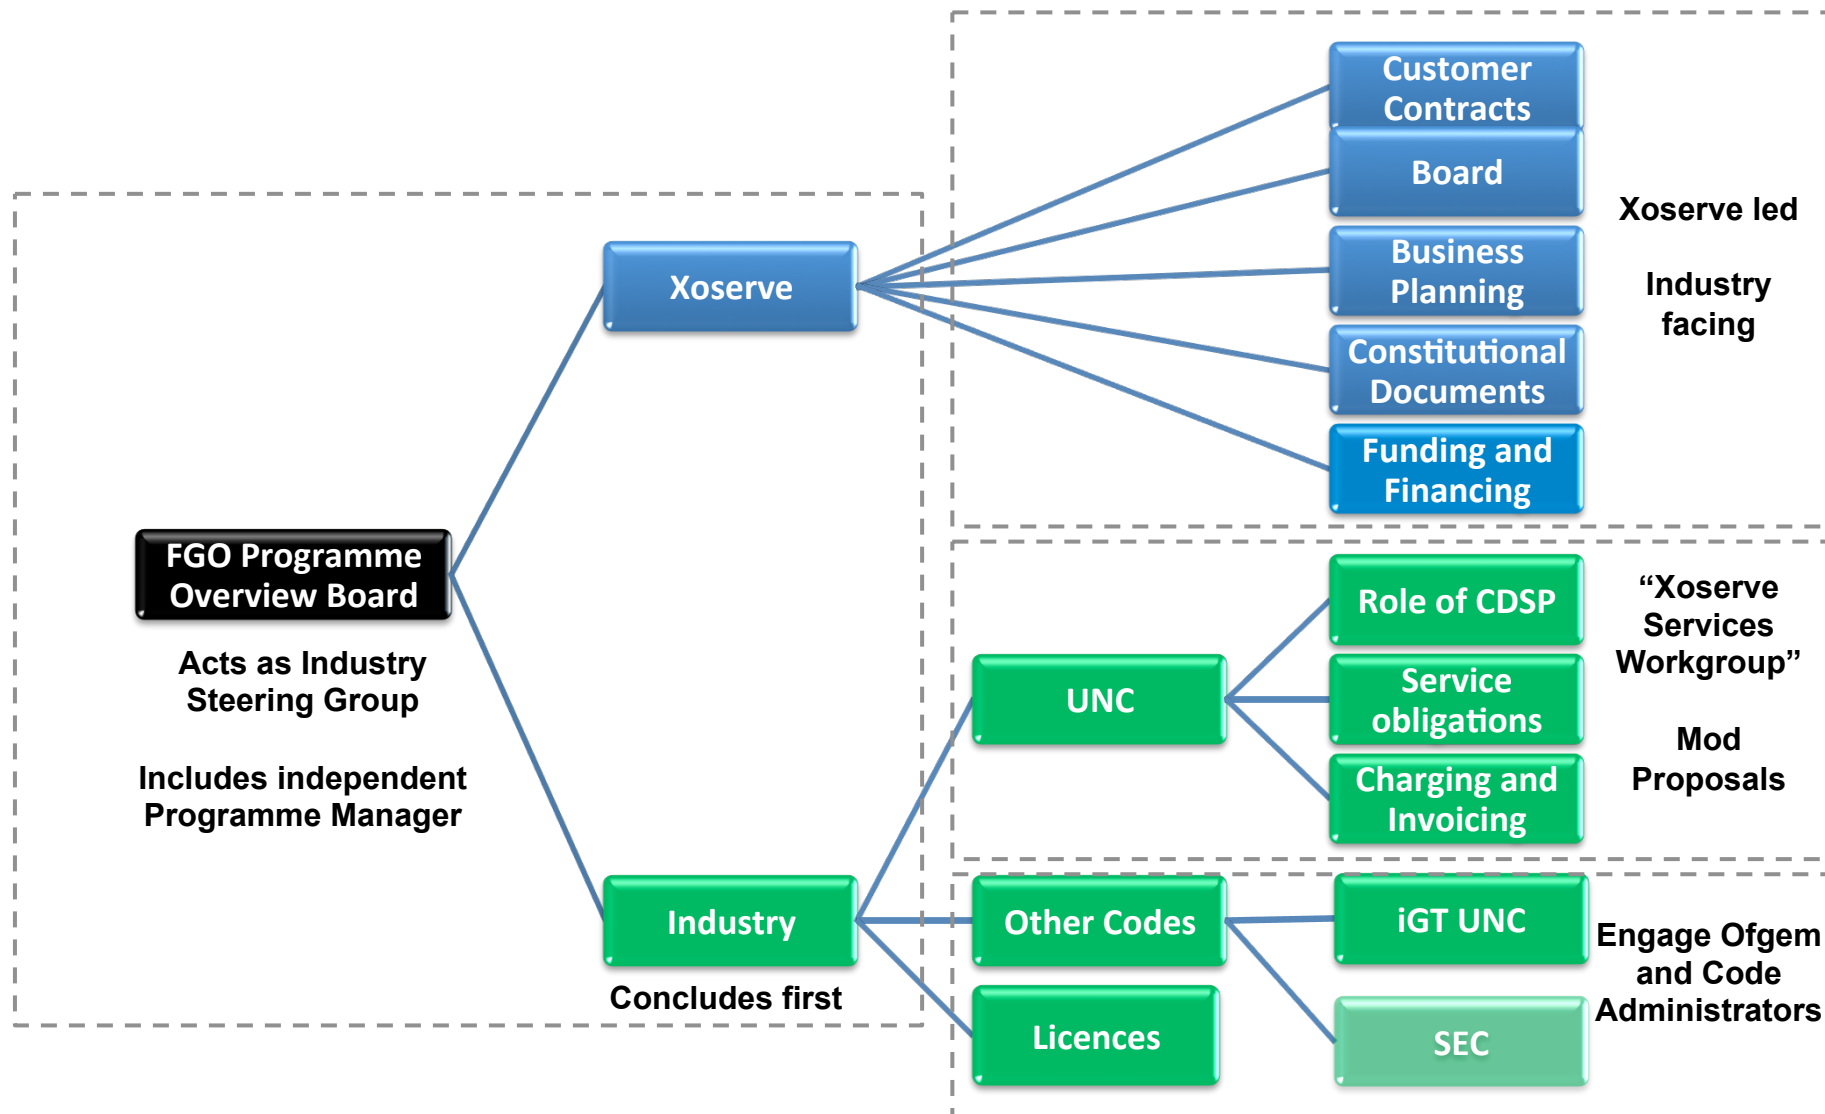 FGO Programme
Overview Board
Acts as Industry
Steering Group
Includes independent
Programme Manager
Xoserve
Industry
Concludes first
Customer
Contracts
Board
Business
Planning
Constitutional
Documents
Funding and
Financing
Xoserve led
Industry
facing
UNC
Role of CDSP
Service
obligations
Charging and
Invoicing
“Xoserve
Services
Workgroup”
Mod
Proposals
Other Codes
Licences
iGT UNC
SEC
Engage Ofgem
and Code
Administrators